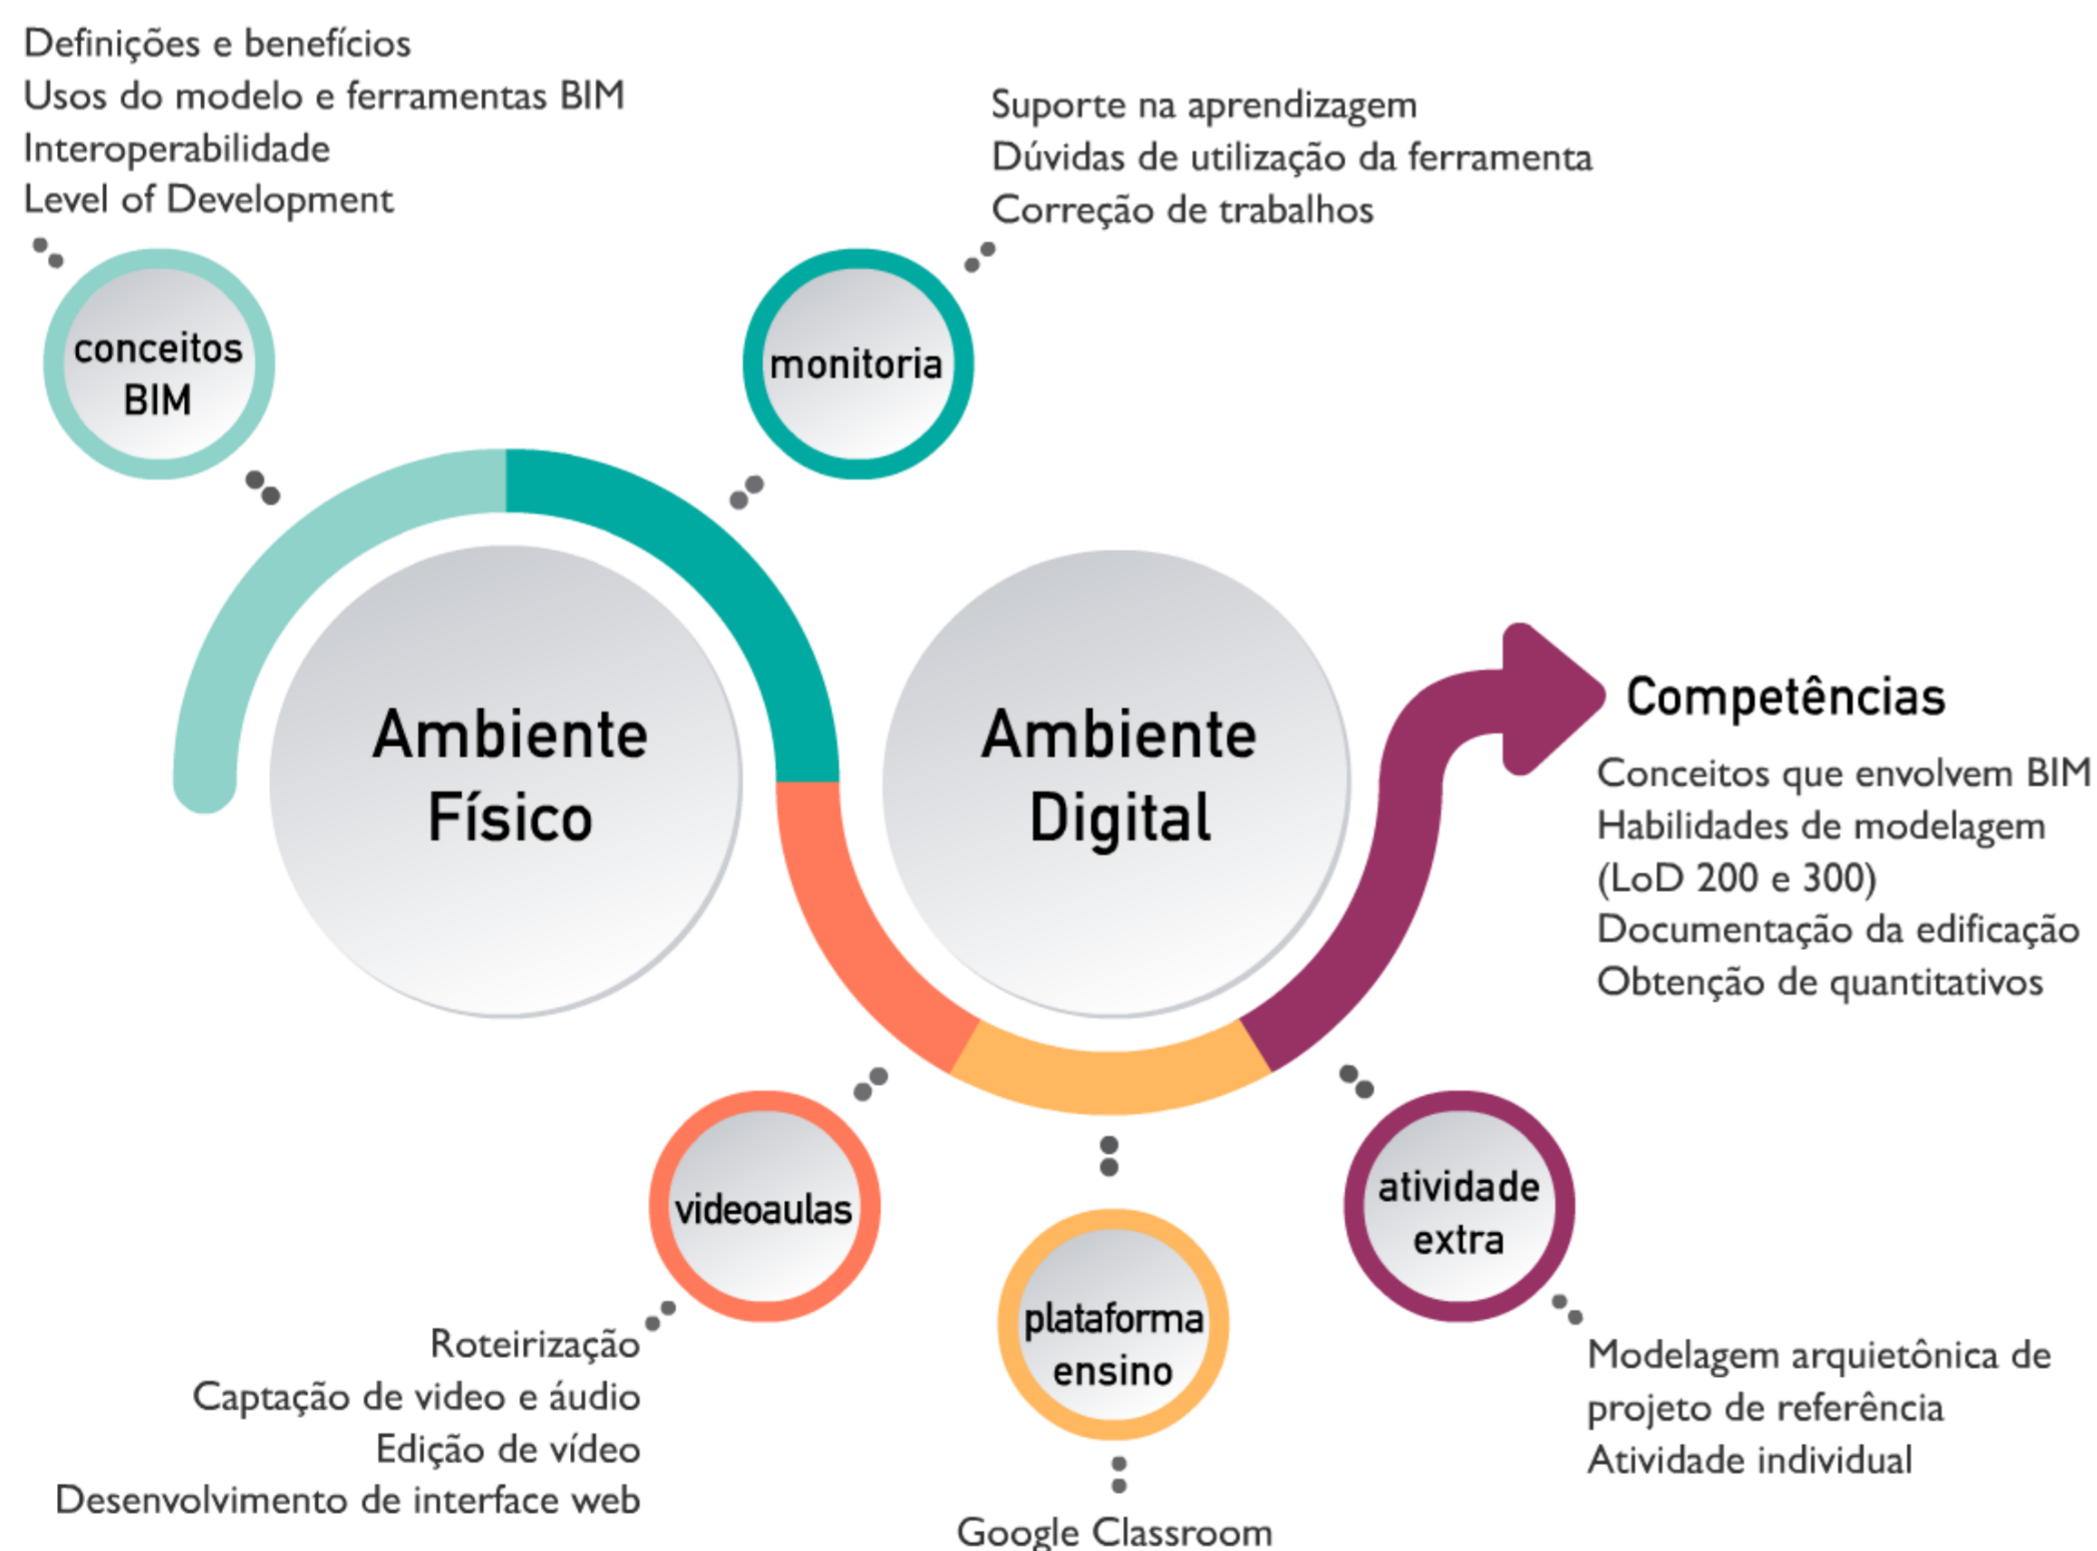 Definições e benefícios
Usos do modelo e ferramentas BIM
Interoperabilidade
Level of Development
Suporte na aprendizagem
Dúvidas de utilização da ferramenta
Correção de trabalhos
conceitos
BIM
monitoria
Ambiente
Físico
Ambiente
Digital
Competências
Conceitos que envolvem BIM
Habilidades de modelagem
(LoD 200 e 300)
Documentação da edificação
Obtenção de quantitativos
videoaulas
Roteirização
Captação de video e áudio
Edição de vídeo
Desenvolvimento de interface web
plataforma
ensino
Google Classroom
atividade
extra
Modelagem arquietônica de
projeto de referência
Atividade individual